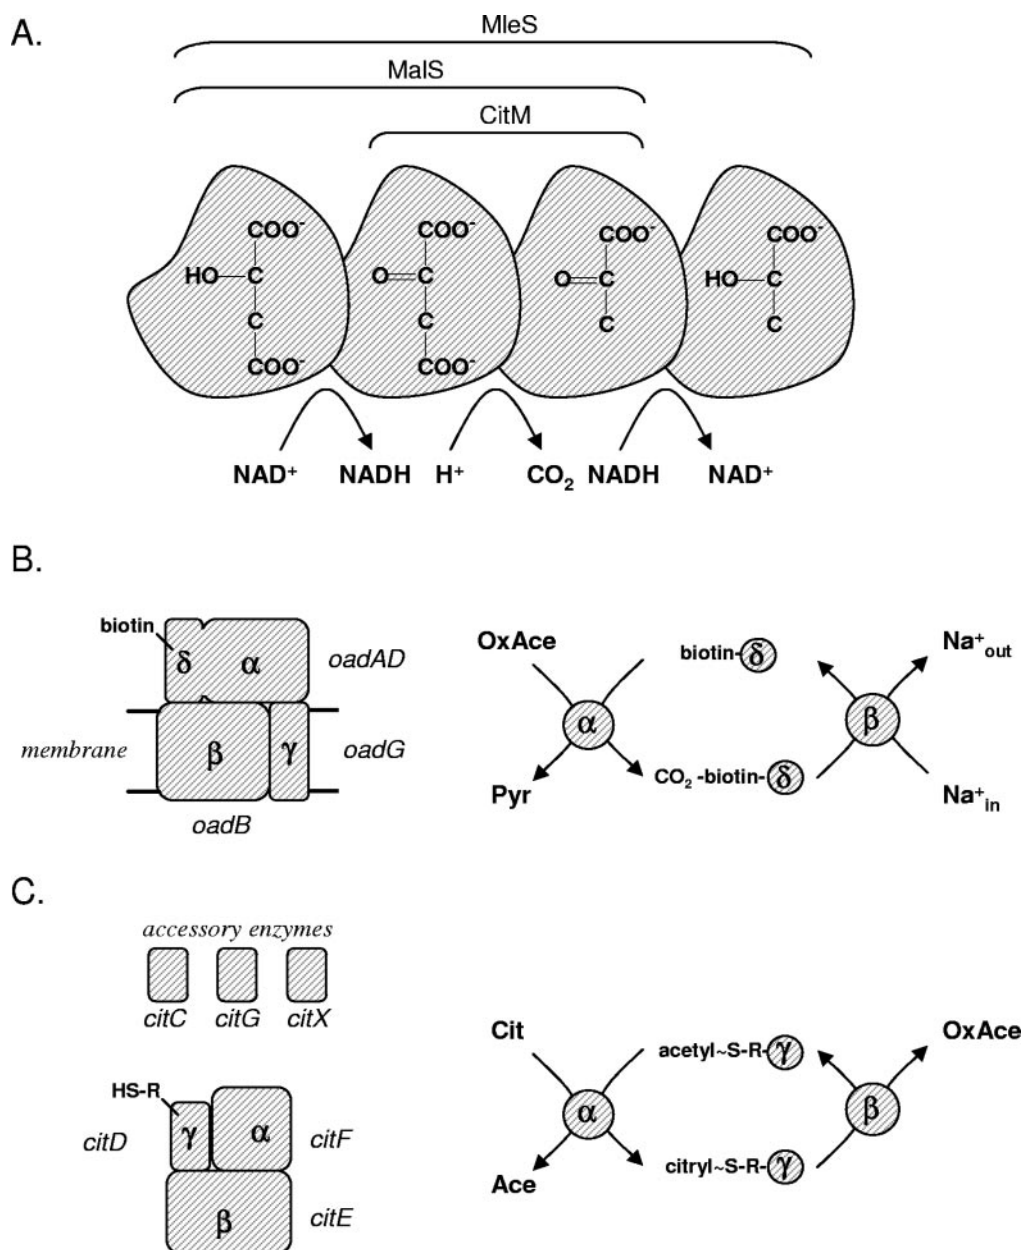 A.
MleS
MalS
CitM
COO⁻ COO⁻ COO⁻ COO⁻
HO C O C O C HO C
C C C C
COO⁻ COO⁻
NAD⁺ NADH H⁺ CO₂ NADH NAD⁺
B.
biotin
δ α oadAD
membrane β γ oadG
oadB
OxAce biotin-δ Na⁺out
α β
Pyr CO₂-biotin-δ Na⁺in
C.
accessory enzymes
citC citG citX
HS-R
citD γ α citF
β citE
Cit acetyl~S-R-γ OxAce
α β
Ace citryl~S-R-γ